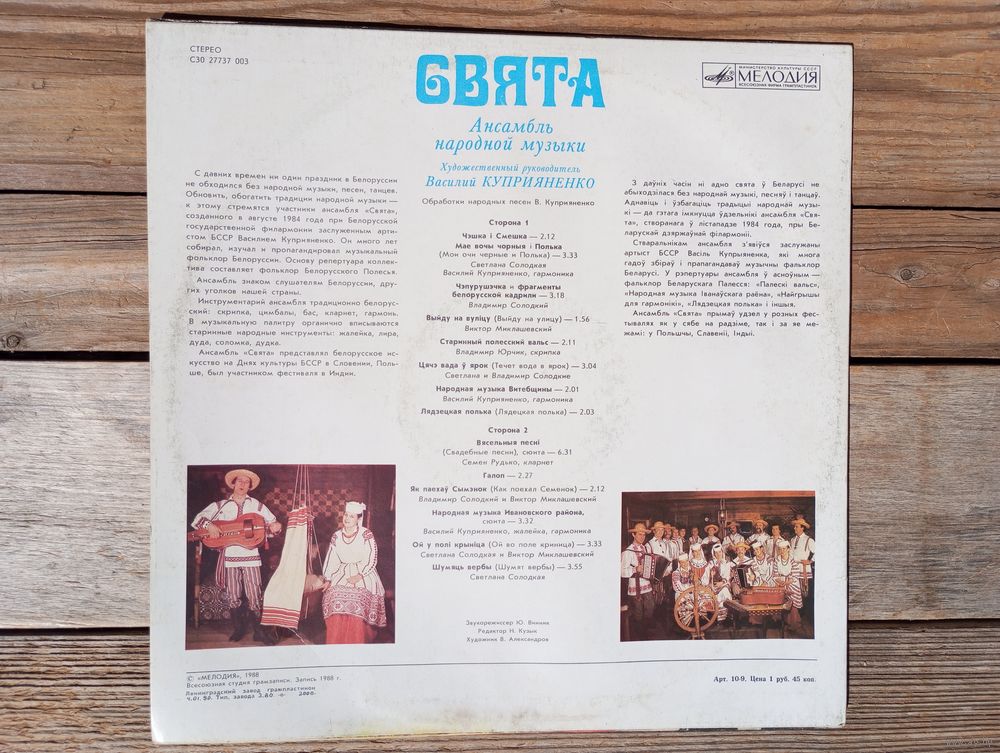 СТЕРЕО
С30 27737 003
СВЯТА
МИНИСТЕРСТВО КУЛЬТУРЫ СССР
МЕЛОДИЯ
ВСЕСОЮЗНАЯ ФИРМА ГРАМПЛАСТИНОК
Ансамбль
народной музыки
Художественный руководитель
Василий КУПРИЯНЕНКО
Обработки народных песен В. Куприяненко
С давних времен ни один праздник в Белоруссии
не обходился без народной музыки, песен, танцев.
Обновить, обогатить традиции народной музыки —
к этому стремятся участники ансамбля «Свята»,
созданного в августе 1984 года при Белорусской
государственной филармонии заслуженным арти-
стом БССР Василием Куприяненко. Он много лет
собирал, изучал и пропагандировал музыкальный
фольклор Белоруссии. Основу репертуара коллек-
тива составляет фольклор Белорусского Полесья.
Ансамбль знаком слушателям Белоруссии, дру-
гих уголков нашей страны.
Инструментарий ансамбля традиционно белорус-
ский: скрипка, цимбалы, бас, кларнет, гармонь.
В музыкальную палитру органично вписываются
старинные народные инструменты: жалейка, лира,
дуда, соломка, дудка.
Ансамбль «Свята» представлял белорусское ис-
кусство на Днях культуры БССР в Словении, Поль-
ше, был участником фестиваля в Индии.
Сторона 1
Чэшка і Смешка — 2.12
Мае вочы чорныя і Полька
(Мои очи черные и Полька) — 3.33
Светлана Солодкая
Василий Куприяненко, гармоника
Чэпурушэчка и фрагменты
белорусской кадрили — 3.18
Владимир Солодкий
Выйду на вуліцу (Выйду на улицу) — 1.56
Виктор Миклашевский
Старинный полесский вальс — 2.11
Владимир Юрчик, скрипка
Цячэ вада ў ярок (Течет вода в ярок) — 3.04
Светлана и Владимир Солодкие
Народная музыка Витебщины — 2.01
Василий Куприяненко, гармоника
Лядзецкая полька (Лядецкая полька) — 2.03
Сторона 2
Вясельныя песні
(Свадебные песни), сюита — 6.31
Семен Рудько, кларнет
Галоп — 2.27
Як паехаў Сымэнок (Как поехал Семенок) — 2.12
Владимир Солодкий и Виктор Миклашевский
Народная музыка Ивановского района,
сюита — 3.32
Василий Куприяненко, жалейка, гармоника
Ой у полі крыніца (Ой во поле криница) — 3.33
Светлана Солодкая и Виктор Миклашевский
Шумяць вербы (Шумят вербы) — 3.55
Светлана Солодкая
Звукорежиссер Ю. Винник
Редактор Н. Кузык
Художник В. Александров
З даўніх часін ні адно свята ў Беларусі не
абыходзілася без народнай музыкі, песняў і танцаў.
Аднавіць і ўзбагаціць традыцыі народнай музы-
кі — да гэтага імкнуцца ўдзельнікі ансамбля «Свя-
та», створанага ў лістападзе 1984 года, пры Бе-
ларускай дзяржаўнай філармоніі.
Стваральнікам ансамбля з'явіўся заслужаны
артыст БССР Васіль Купрыяненка, які многа
гадоў збіраў і прапагандаваў музычны фальклор
Беларусі. У рэпертуары ансамбля ў асноўным —
фальклор Беларускага Палесся: «Палескі вальс»,
«Народная музыка Іванаўскага раёна», «Найгрышы
для гармонікі», «Лядзецкая полька» і іншыя.
Ансамбль «Свята» прымаў удзел у розных фес-
тывалях як у сябе на радзіме, так і за яе ме-
жамі: у Польшчы, Славеніі, Індыі.
© «МЕЛОДИЯ», 1988
Всесоюзная студия грамзаписи. Запись 1988 г.
Ленинградский завод грампластинок
Арт. 10-9. Цена 1 руб. 45 коп.